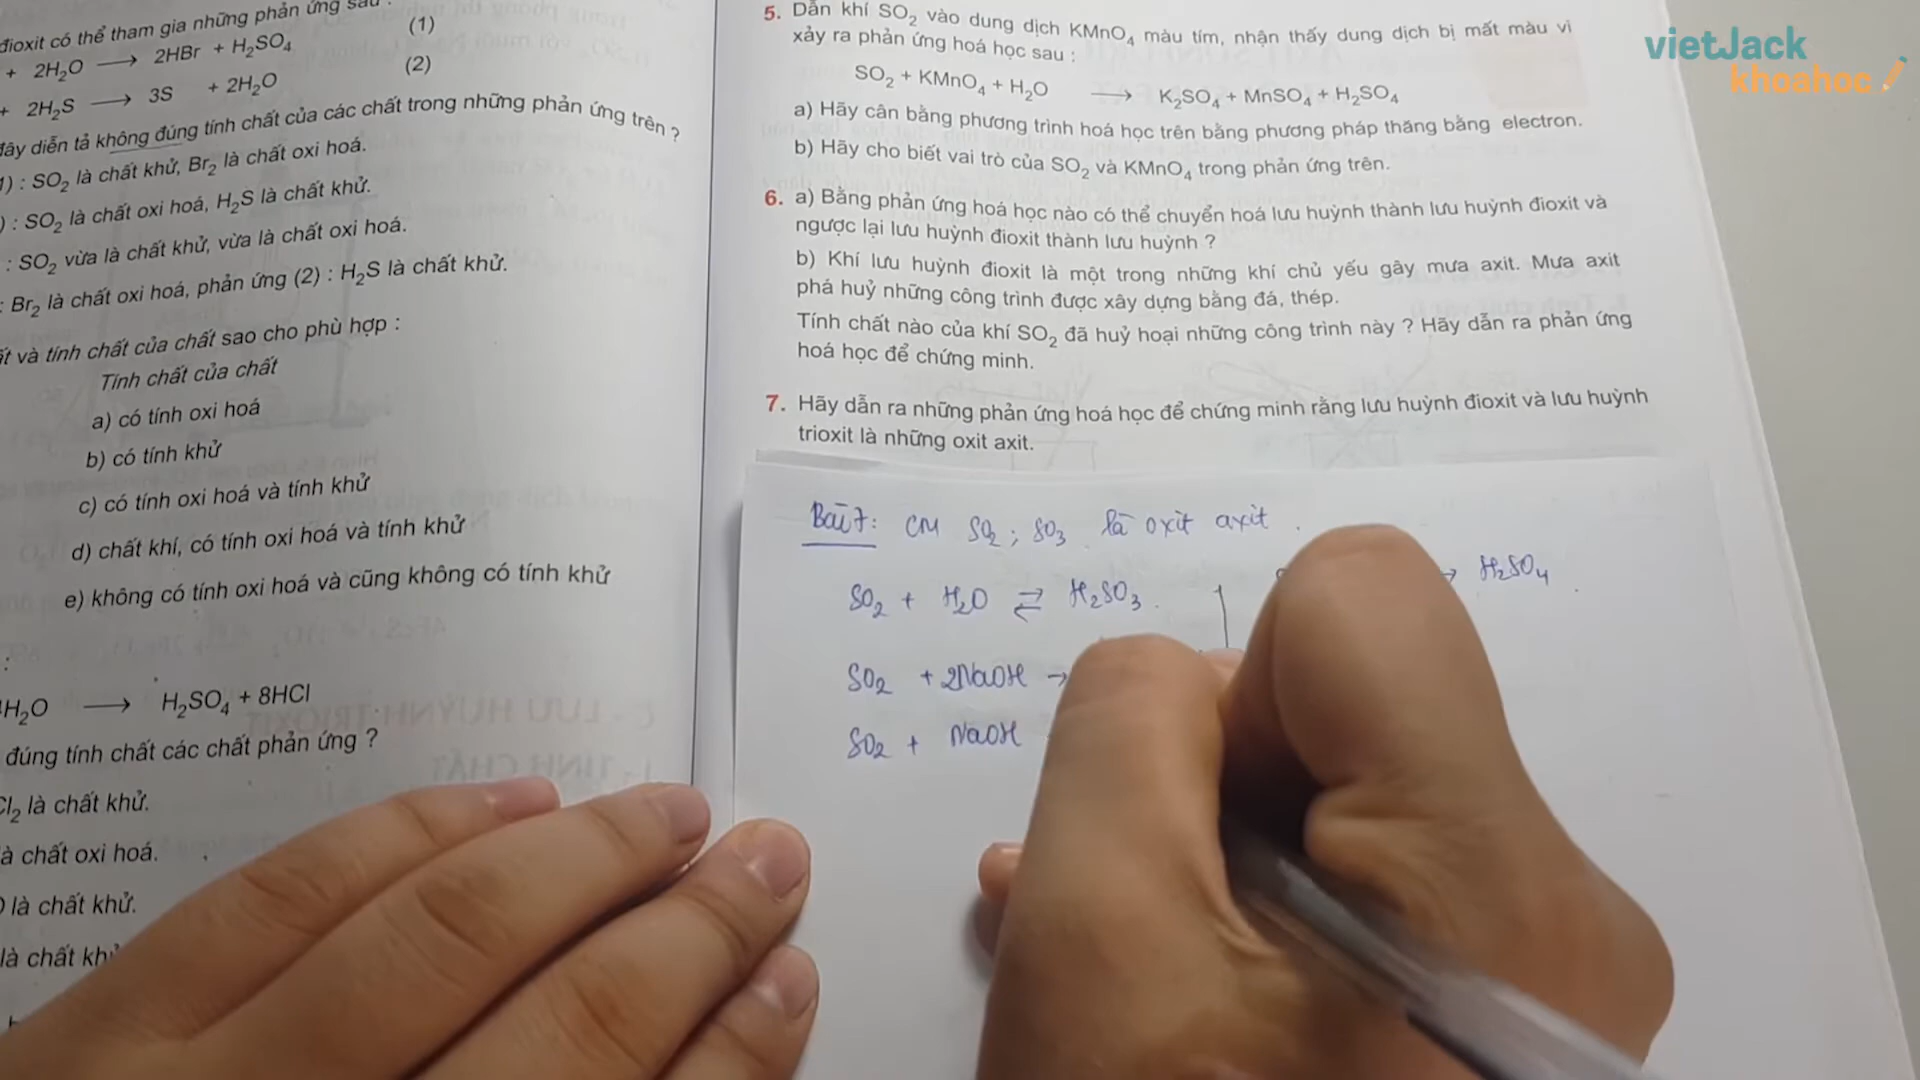 đioxit có thể tham gia những phản ứng sau :
+ 2H₂O ⟶ 2HBr + H₂SO₄ (1)
+ 2H₂S ⟶ 3S + 2H₂O (2)
đây diễn tả không đúng tính chất của các chất trong những phản ứng trên ?
1) : SO₂ là chất khử, Br₂ là chất oxi hoá.
) : SO₂ là chất oxi hoá, H₂S là chất khử.
: SO₂ vừa là chất khử, vừa là chất oxi hoá.
: Br₂ là chất oxi hoá, phản ứng (2) : H₂S là chất khử.
và tính chất của chất sao cho phù hợp :
Tính chất của chất
a) có tính oxi hoá
b) có tính khử
c) có tính oxi hoá và tính khử
d) chất khí, có tính oxi hoá và tính khử
e) không có tính oxi hoá và cũng không có tính khử
:
H₂O ⟶ H₂SO₄ + 8HCl
đúng tính chất các chất phản ứng ?
Cl₂ là chất khử.
là chất oxi hoá.
là chất khử.
là chất khử
5. Dẫn khí SO₂ vào dung dịch KMnO₄ màu tím, nhận thấy dung dịch bị mất màu vì
xảy ra phản ứng hoá học sau :
SO₂ + KMnO₄ + H₂O ⟶ K₂SO₄ + MnSO₄ + H₂SO₄
a) Hãy cân bằng phương trình hoá học trên bằng phương pháp thăng bằng electron.
b) Hãy cho biết vai trò của SO₂ và KMnO₄ trong phản ứng trên.
6. a) Bằng phản ứng hoá học nào có thể chuyển hoá lưu huỳnh thành lưu huỳnh đioxit và
ngược lại lưu huỳnh đioxit thành lưu huỳnh ?
b) Khí lưu huỳnh đioxit là một trong những khí chủ yếu gây mưa axit. Mưa axit
phá huỷ những công trình được xây dựng bằng đá, thép.
Tính chất nào của khí SO₂ đã huỷ hoại những công trình này ? Hãy dẫn ra phản ứng
hoá học để chứng minh.
7. Hãy dẫn ra những phản ứng hoá học để chứng minh rằng lưu huỳnh đioxit và lưu huỳnh
trioxit là những oxit axit.
Bài 7: CM SO₂ ; SO₃ là oxit axit .
SO₂ + H₂O ⇌ H₂SO₃ .
→ H₂SO₄ .
SO₂ + 2NaOH →
SO₂ + NaOH
vietJack
khoahoc